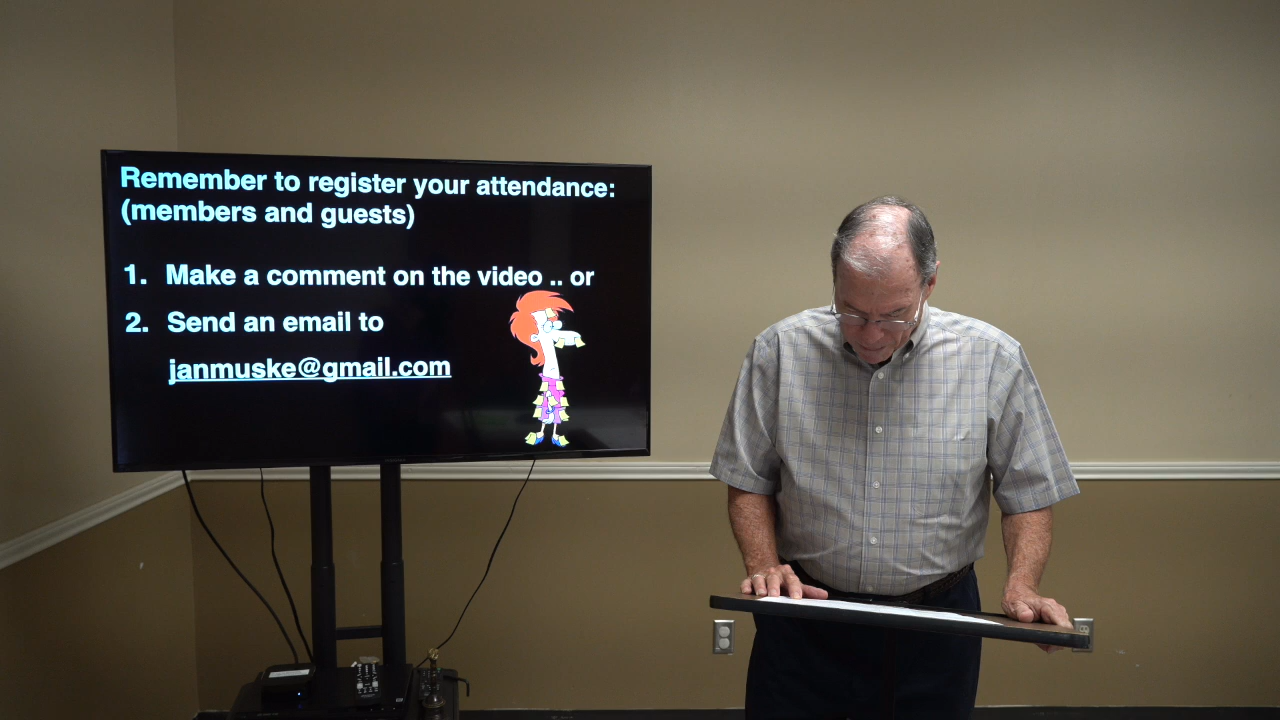 Remember to register your attendance:
(members and guests)
1. Make a comment on the video .. or
2. Send an email to
janmuske@gmail.com